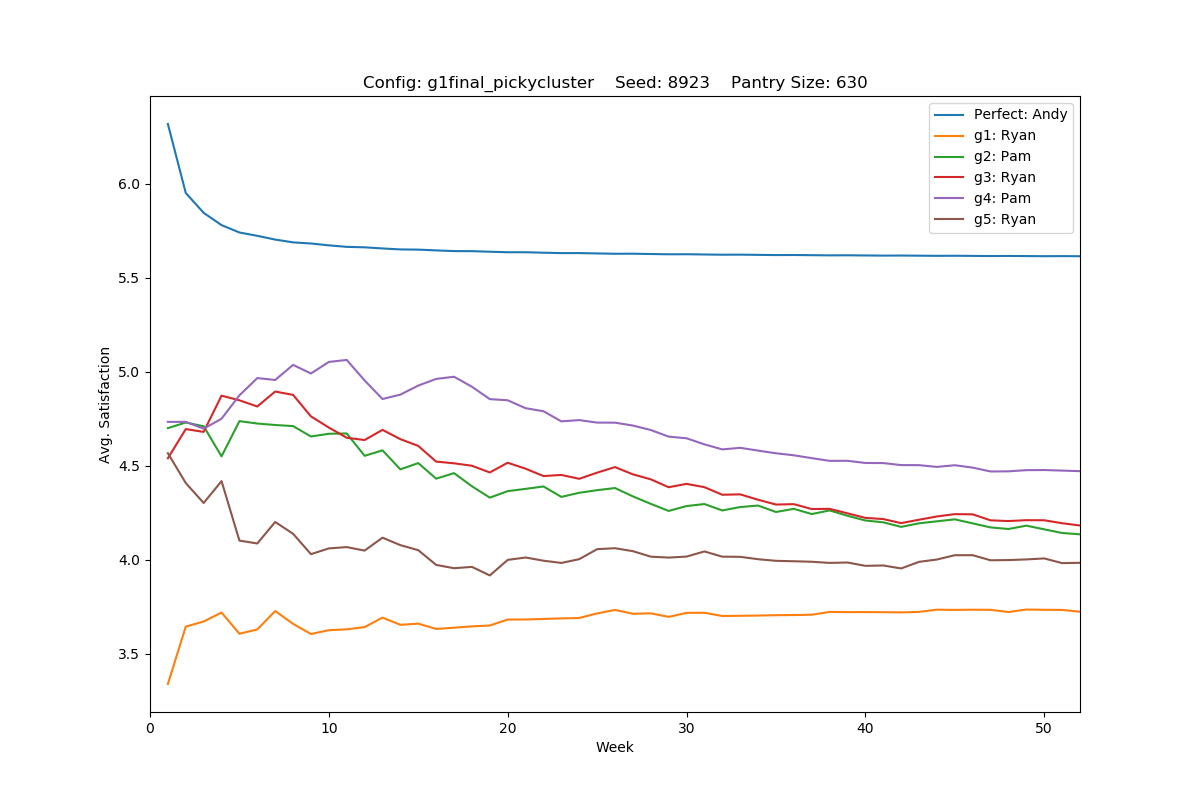 Config: g1final_pickycluster    Seed: 8923    Pantry Size: 630
Perfect: Andy
g1: Ryan
g2: Pam
g3: Ryan
g4: Pam
g5: Ryan
Avg. Satisfaction
6.0
5.5
5.0
4.5
4.0
3.5
0 10 20 30 40 50
Week